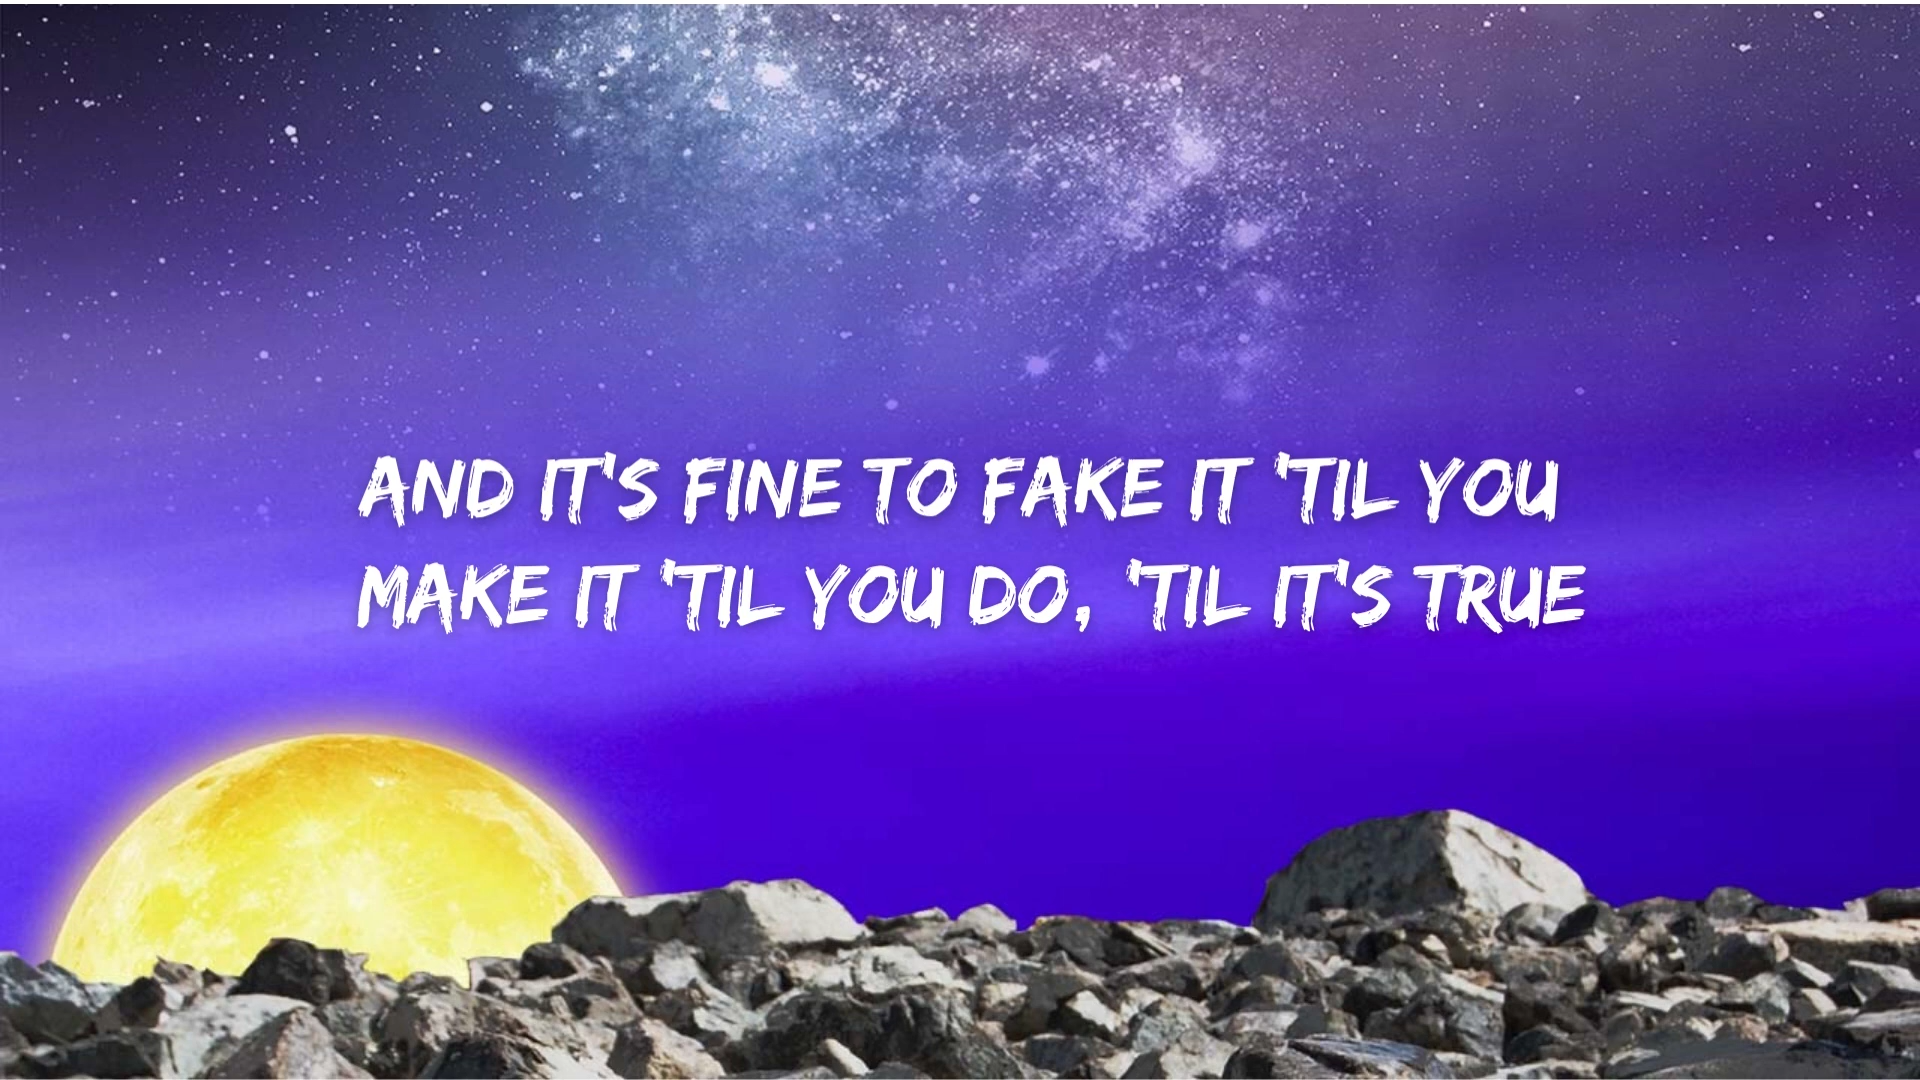 AND IT'S FINE TO FAKE IT 'TIL YOU
MAKE IT 'TIL YOU DO, 'TIL IT'S TRUE